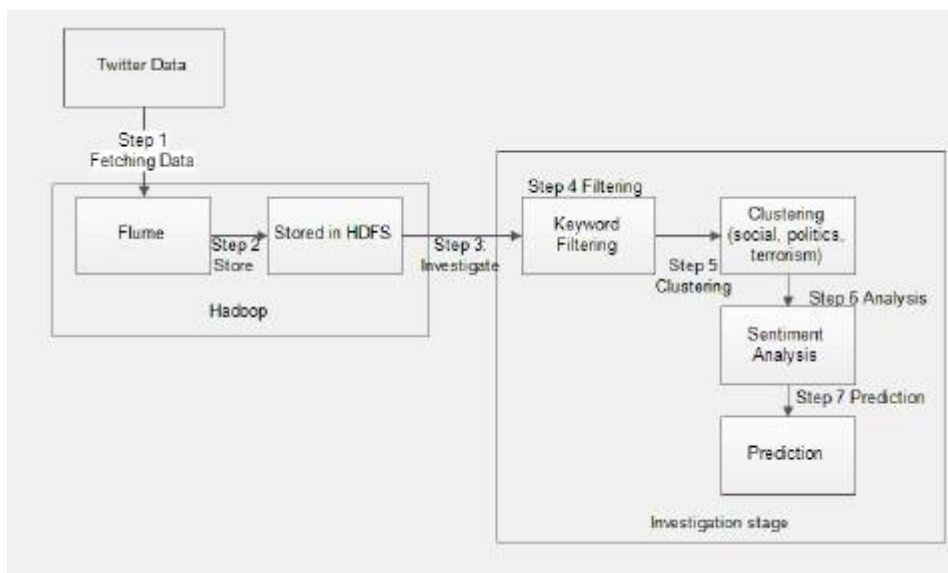 Twitter Data
Step 1
Fetching Data
Flume
Step 2
Store
Stored in HDFS
Hadoop
Step 3:
Investigate
Step 4 Filtering
Keyword
Filtering
Step 5
Clustering
Clustering
(social, politics,
terrorism)
Step 6 Analysis
Sentiment
Analysis
Step 7 Prediction
Prediction
Investigation stage